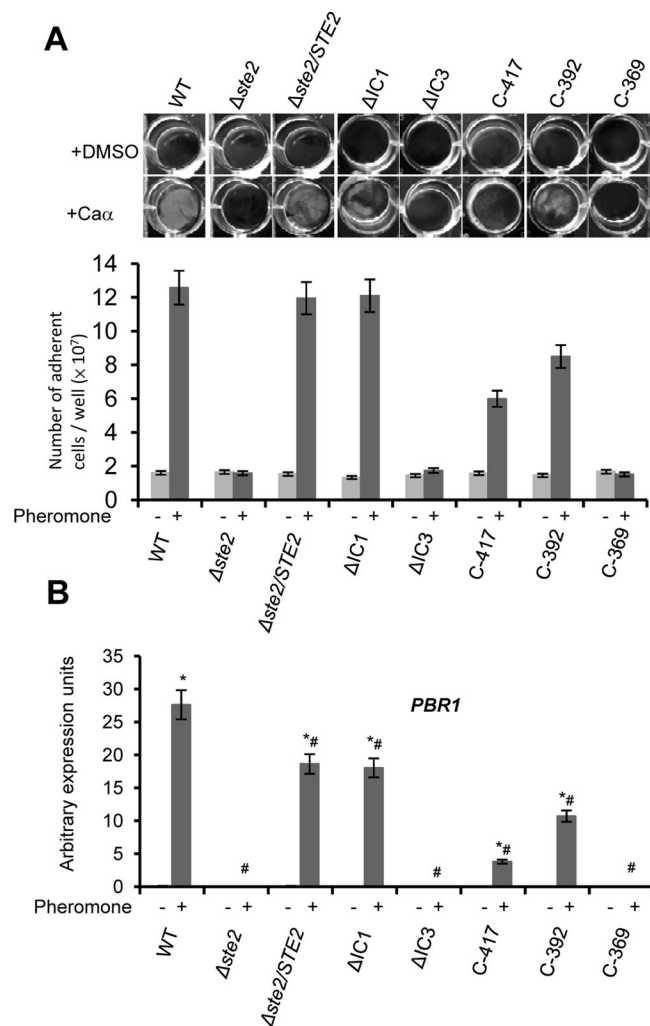 A
WT
Δste2
Δste2/STE2
ΔIC1
ΔIC3
C-417
C-392
C-369
+DMSO
+Caα
Number of adherent
cells / well (× 10⁷)
14
12
10
8
6
4
2
0
Pheromone - + - + - + - + - + - + - + - +
WT
Δste2
Δste2/STE2
ΔIC1
ΔIC3
C-417
C-392
C-369
B
Arbitrary expression units
35
30
25
20
15
10
5
0
PBR1
*
#
*#
*#
#
*#
*#
#
Pheromone - + - + - + - + - + - + - + - +
WT
Δste2
Δste2/STE2
ΔIC1
ΔIC3
C-417
C-392
C-369